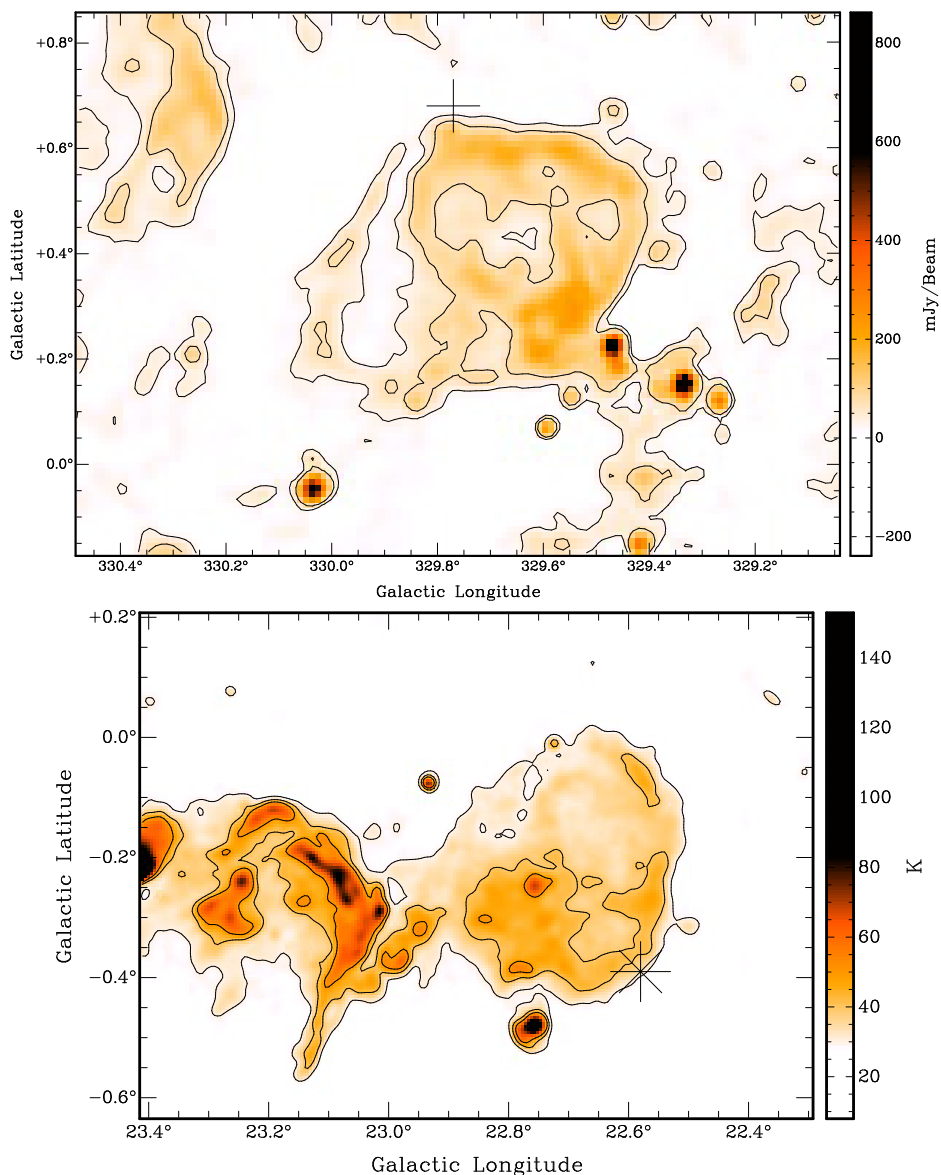 +0.8°
+0.6°
+0.4°
+0.2°
0.0°
Galactic Latitude
330.4° 330.2° 330.0° 329.8° 329.6° 329.4° 329.2°
Galactic Longitude
800
600
400
200
0
−200
mJy/Beam
+0.2°
0.0°
−0.2°
−0.4°
−0.6°
Galactic Latitude
23.4° 23.2° 23.0° 22.8° 22.6° 22.4°
Galactic Longitude
140
120
100
80
60
40
20
K